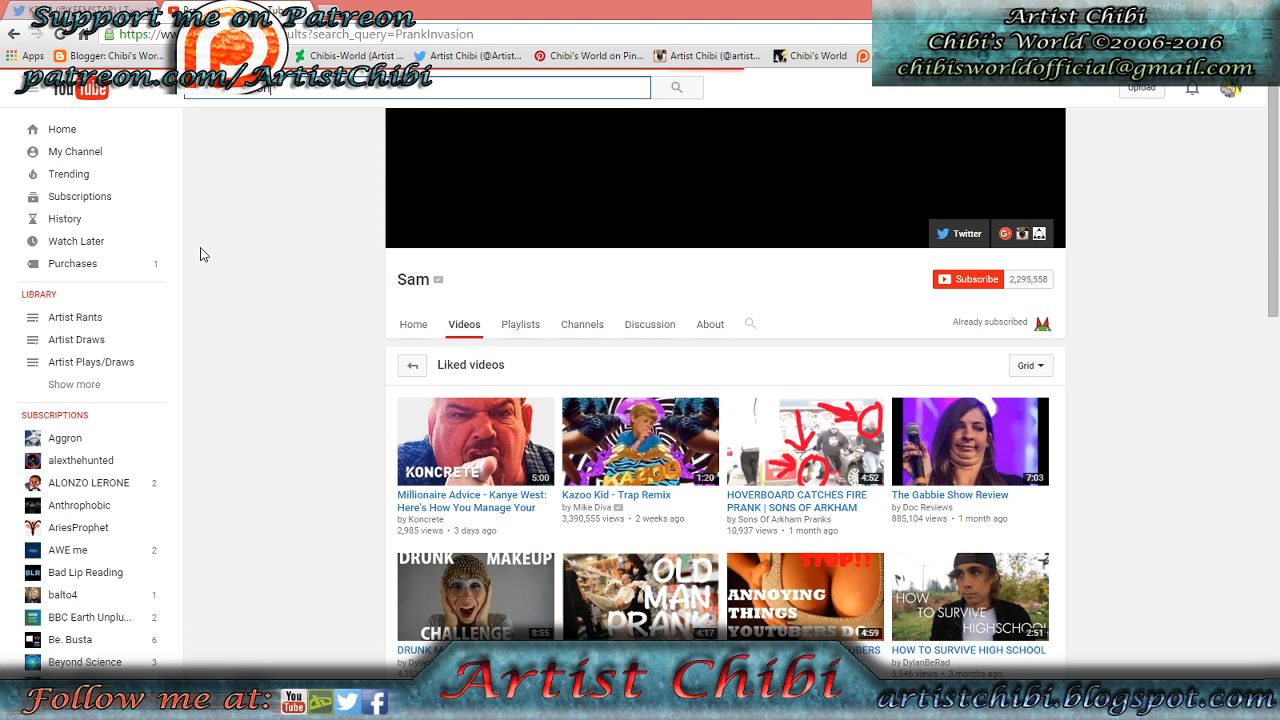 Support me on Patreon
patreon.com/ArtistChibi
Artist Chibi
Chibi's World ©2006-2016
chibisworldofficial@gmail.com
results?search_query=PrankInvasion
Apps
Blogger: Chibi's Wor...
Chibis-World (Artist ...
Artist Chibi (@Artist...
Chibi's World on Pin...
Artist Chibi (@artist...
Chibi's World
YouTube
Upload
Home
My Channel
Trending
Subscriptions
History
Watch Later
Purchases 1
LIBRARY
Artist Rants
Artist Draws
Artist Plays/Draws
Show more
SUBSCRIPTIONS
Aggron
alexthehunted
ALONZO LERONE 2
Anthrophobic
AriesProphet
AWE me 2
Bad Lip Reading
balto4 1
BBC Earth Unplu... 2
Be. Busta 6
Beyond Science 3
Twitter
Sam
Subscribe 2,295,558
Home Videos Playlists Channels Discussion About
Already subscribed
Liked videos
Grid
KONCRETE
5:00
Millionaire Advice - Kanye West:
Here's How You Manage Your
by Koncrete
2,985 views • 3 days ago
KAZOO
1:20
Kazoo Kid - Trap Remix
by Mike Diva
3,390,555 views • 2 weeks ago
4:52
HOVERBOARD CATCHES FIRE
PRANK | SONS OF ARKHAM
by Sons Of Arkham Pranks
10,937 views • 1 month ago
7:03
The Gabbie Show Review
by Doc Reviews
885,104 views • 1 month ago
DRUNK MAKEUP
CHALLENGE
8:55
OLD
MAN
PRANK
4:17
STOP!!
ANNOYING
THINGS
YOUTUBERS DO
4:59
HOW
TO SURVIVE
HIGHSCHOOL
2:51
HOW TO SURVIVE HIGH SCHOOL
by DylanBeRad
5,546 views • 3 months ago
Follow me at:
Artist Chibi
artistchibi.blogspot.com